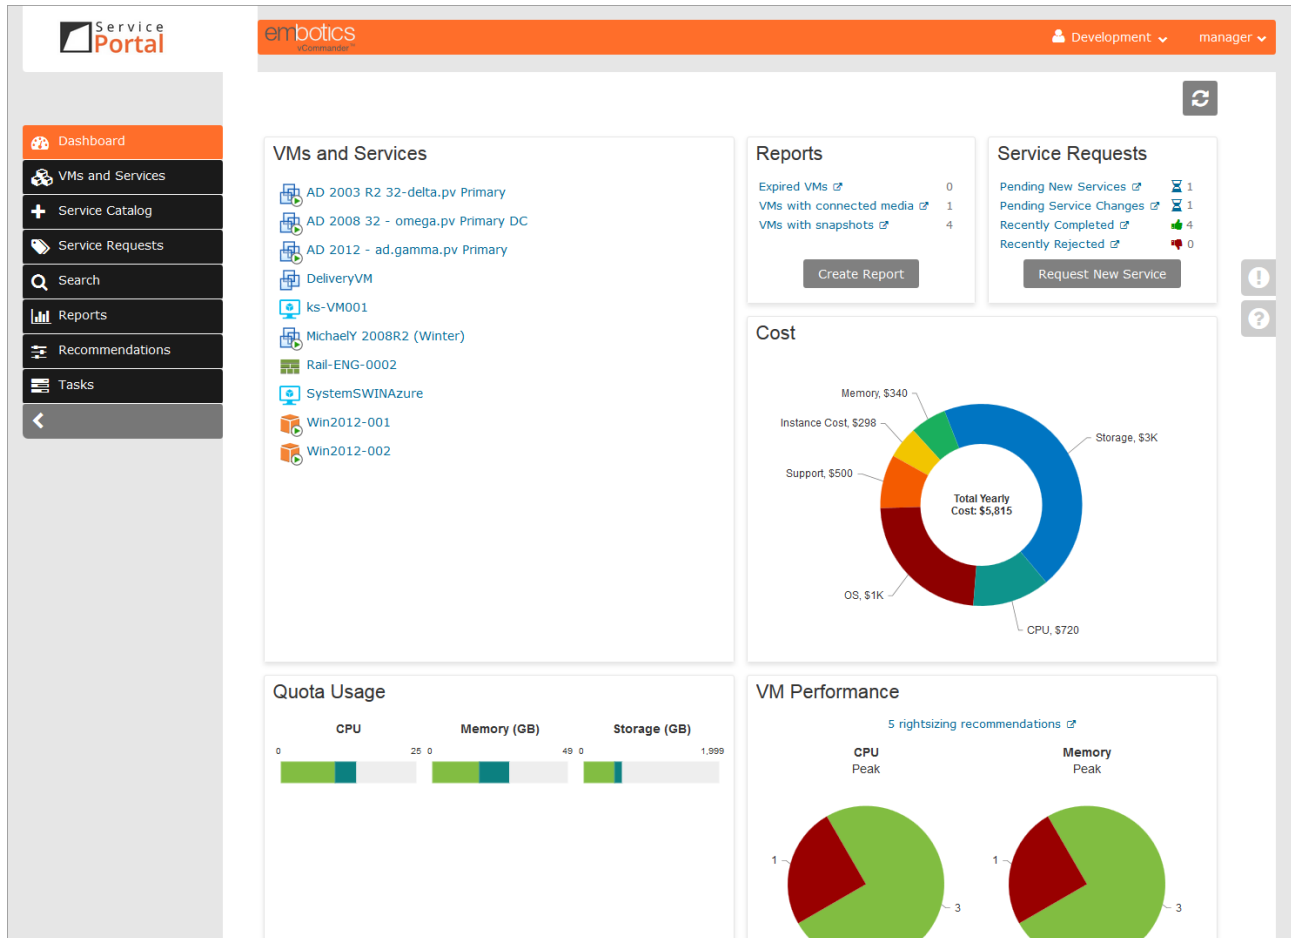 Service
Portal
embotics
vCommander™
Development
manager
Dashboard
VMs and Services
Service Catalog
Service Requests
Search
Reports
Recommendations
Tasks
VMs and Services
AD 2003 R2 32-delta.pv Primary
AD 2008 32 - omega.pv Primary DC
AD 2012 - ad.gamma.pv Primary
DeliveryVM
ks-VM001
MichaelY 2008R2 (Winter)
Rail-ENG-0002
SystemSWINAzure
Win2012-001
Win2012-002
Reports
Expired VMs 0
VMs with connected media 1
VMs with snapshots 4
Create Report
Service Requests
Pending New Services 1
Pending Service Changes 1
Recently Completed 4
Recently Rejected 0
Request New Service
Cost
Memory, $340
Instance Cost, $298
Storage, $3K
Support, $500
Total Yearly
Cost: $5,815
OS, $1K
CPU, $720
Quota Usage
CPU Memory (GB) Storage (GB)
0 25 0 49 0 1,999
VM Performance
5 rightsizing recommendations
CPU Memory
Peak Peak
1 1
3 3